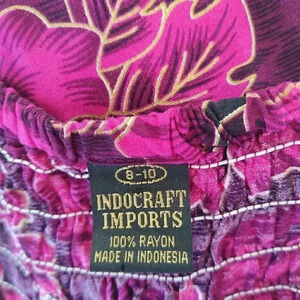 8-10
INDOCRAFT
IMPORTS
100% RAYON
MADE IN INDONESIA